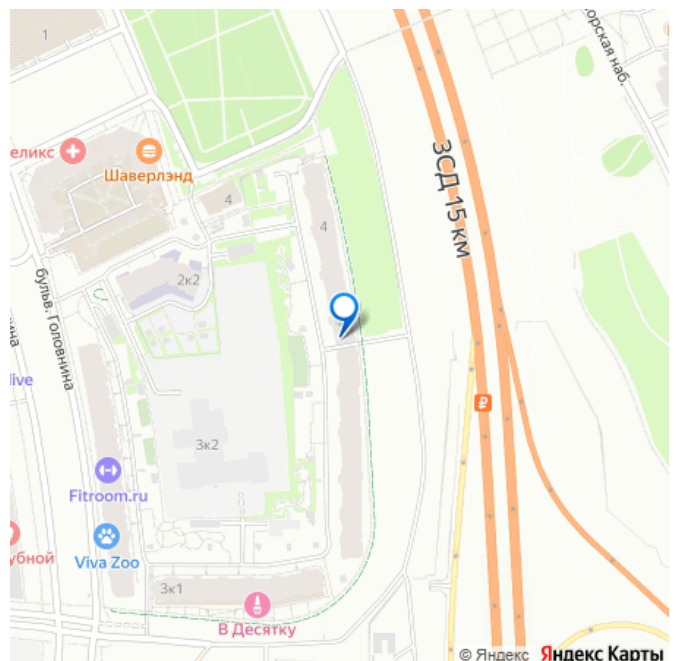 1
орская наб.
еликс
Шаверлэнд
ЗСД 15 км
4
4
2к2
бульв. Головнина
ина
live
3к2
Fitroom.ru
убной
Viva Zoo
3к1
В Десятку
© Яндекс Яндекс Карты